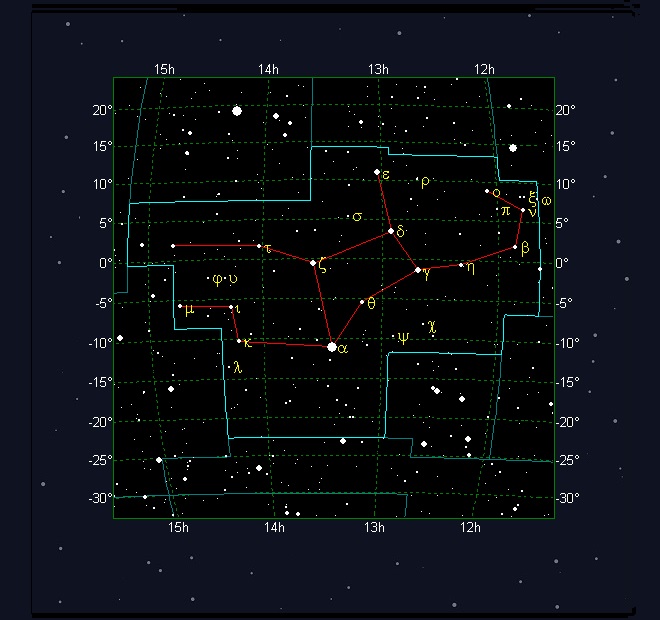 15h 14h 13h 12h
20° 20°
15° 15°
ε ρ
10° 10°
ο ξ ω
π ν
σ
5° 5°
δ
τ β
0° ζ η 0°
γ
φ υ
-5° μ ι θ -5°
χ
κ ψ
-10° α -10°
λ
-15° -15°
-20° -20°
-25° -25°
-30° -30°
15h 14h 13h 12h